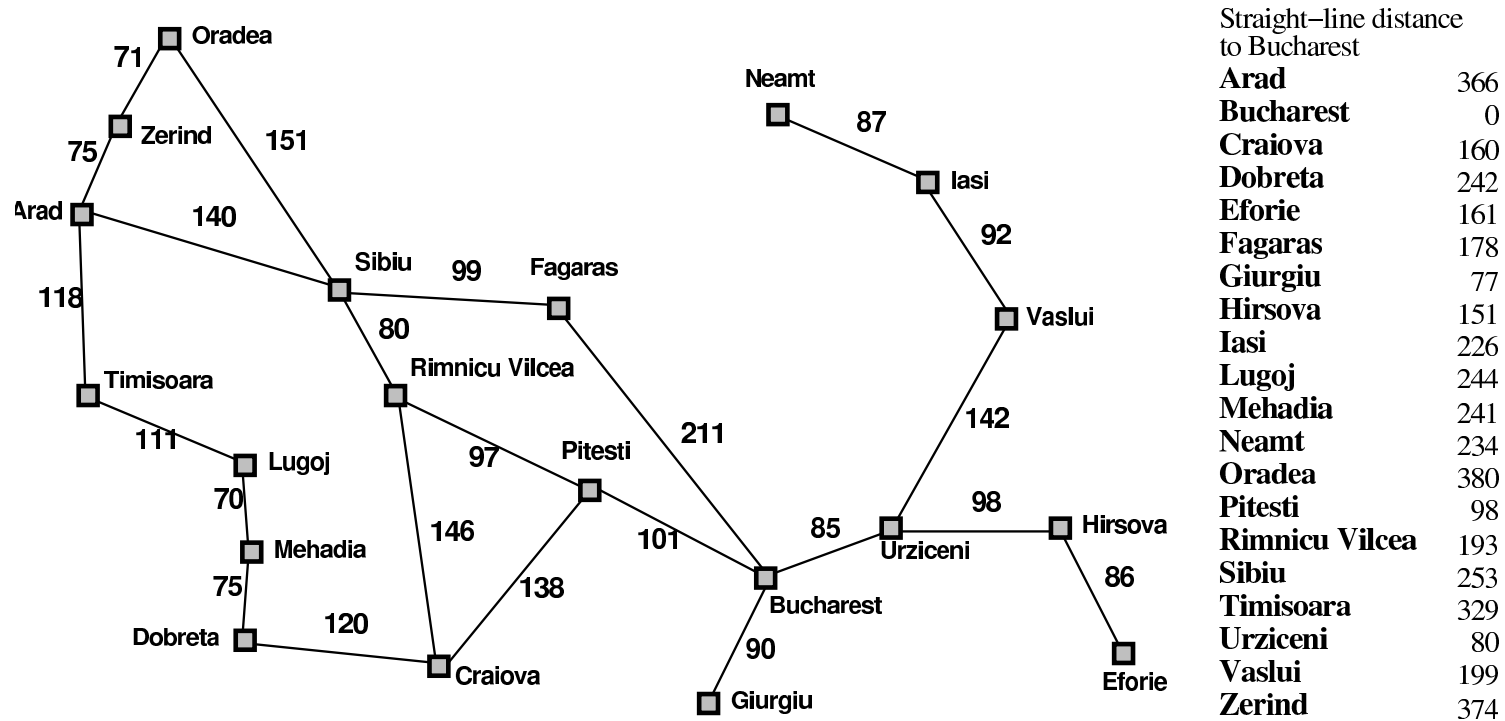 Oradea
71
Neamt
87
Zerind
151
75
Iasi
Arad
140
92
Sibiu
99
Fagaras
118
80
Vaslui
Rimnicu Vilcea
Timisoara
142
111
211
Pitesti
Lugoj
97
70
98
Hirsova
146
101
85
Urziceni
Mehadia
86
75
138
Bucharest
120
Dobreta
90
Craiova
Eforie
Giurgiu
Straight–line distance
to Bucharest
Arad 366
Bucharest 0
Craiova 160
Dobreta 242
Eforie 161
Fagaras 178
Giurgiu 77
Hirsova 151
Iasi 226
Lugoj 244
Mehadia 241
Neamt 234
Oradea 380
Pitesti 98
Rimnicu Vilcea 193
Sibiu 253
Timisoara 329
Urziceni 80
Vaslui 199
Zerind 374